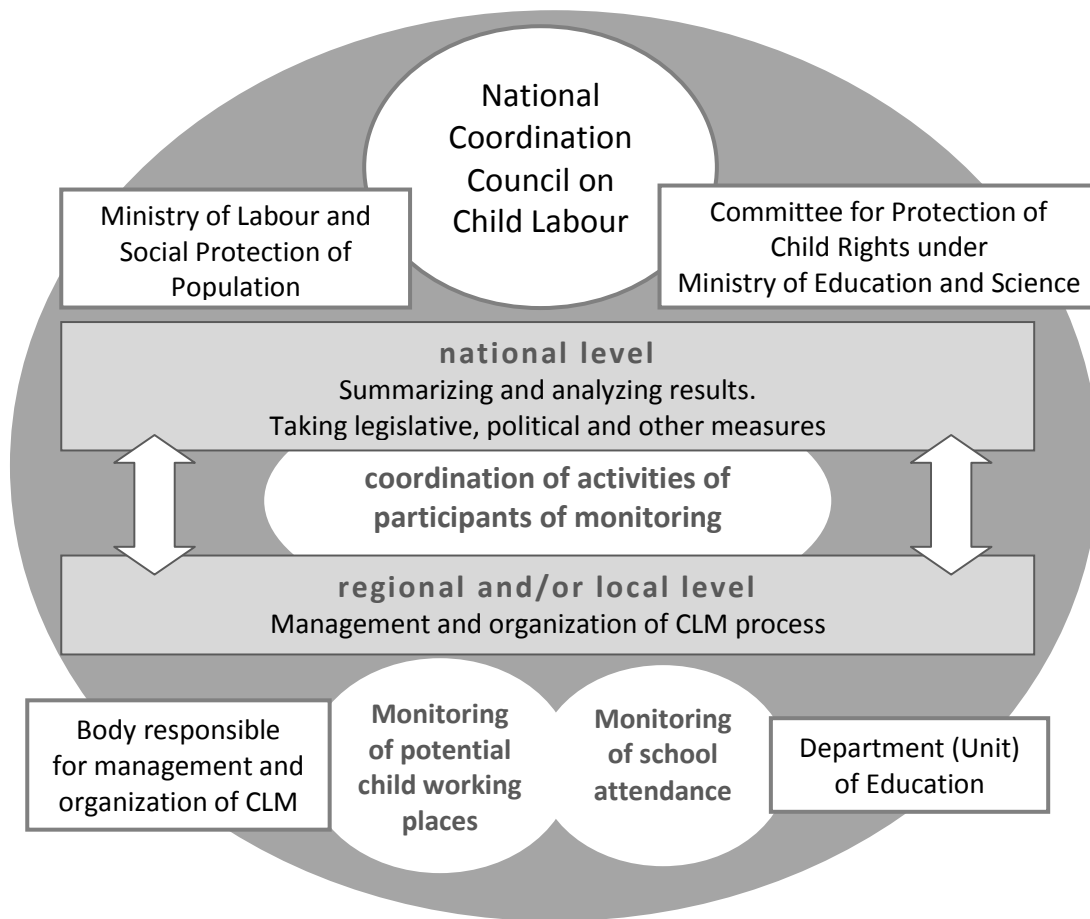 National
Coordination
Council on
Child Labour
Ministry of Labour and
Social Protection of
Population
Committee for Protection of
Child Rights under
Ministry of Education and Science
national level
Summarizing and analyzing results.
Taking legislative, political and other measures
coordination of activities of
participants of monitoring
regional and/or local level
Management and organization of CLM process
Body responsible
for management and
organization of CLM
Monitoring
of potential
child working
places
Monitoring
of school
attendance
Department (Unit)
of Education